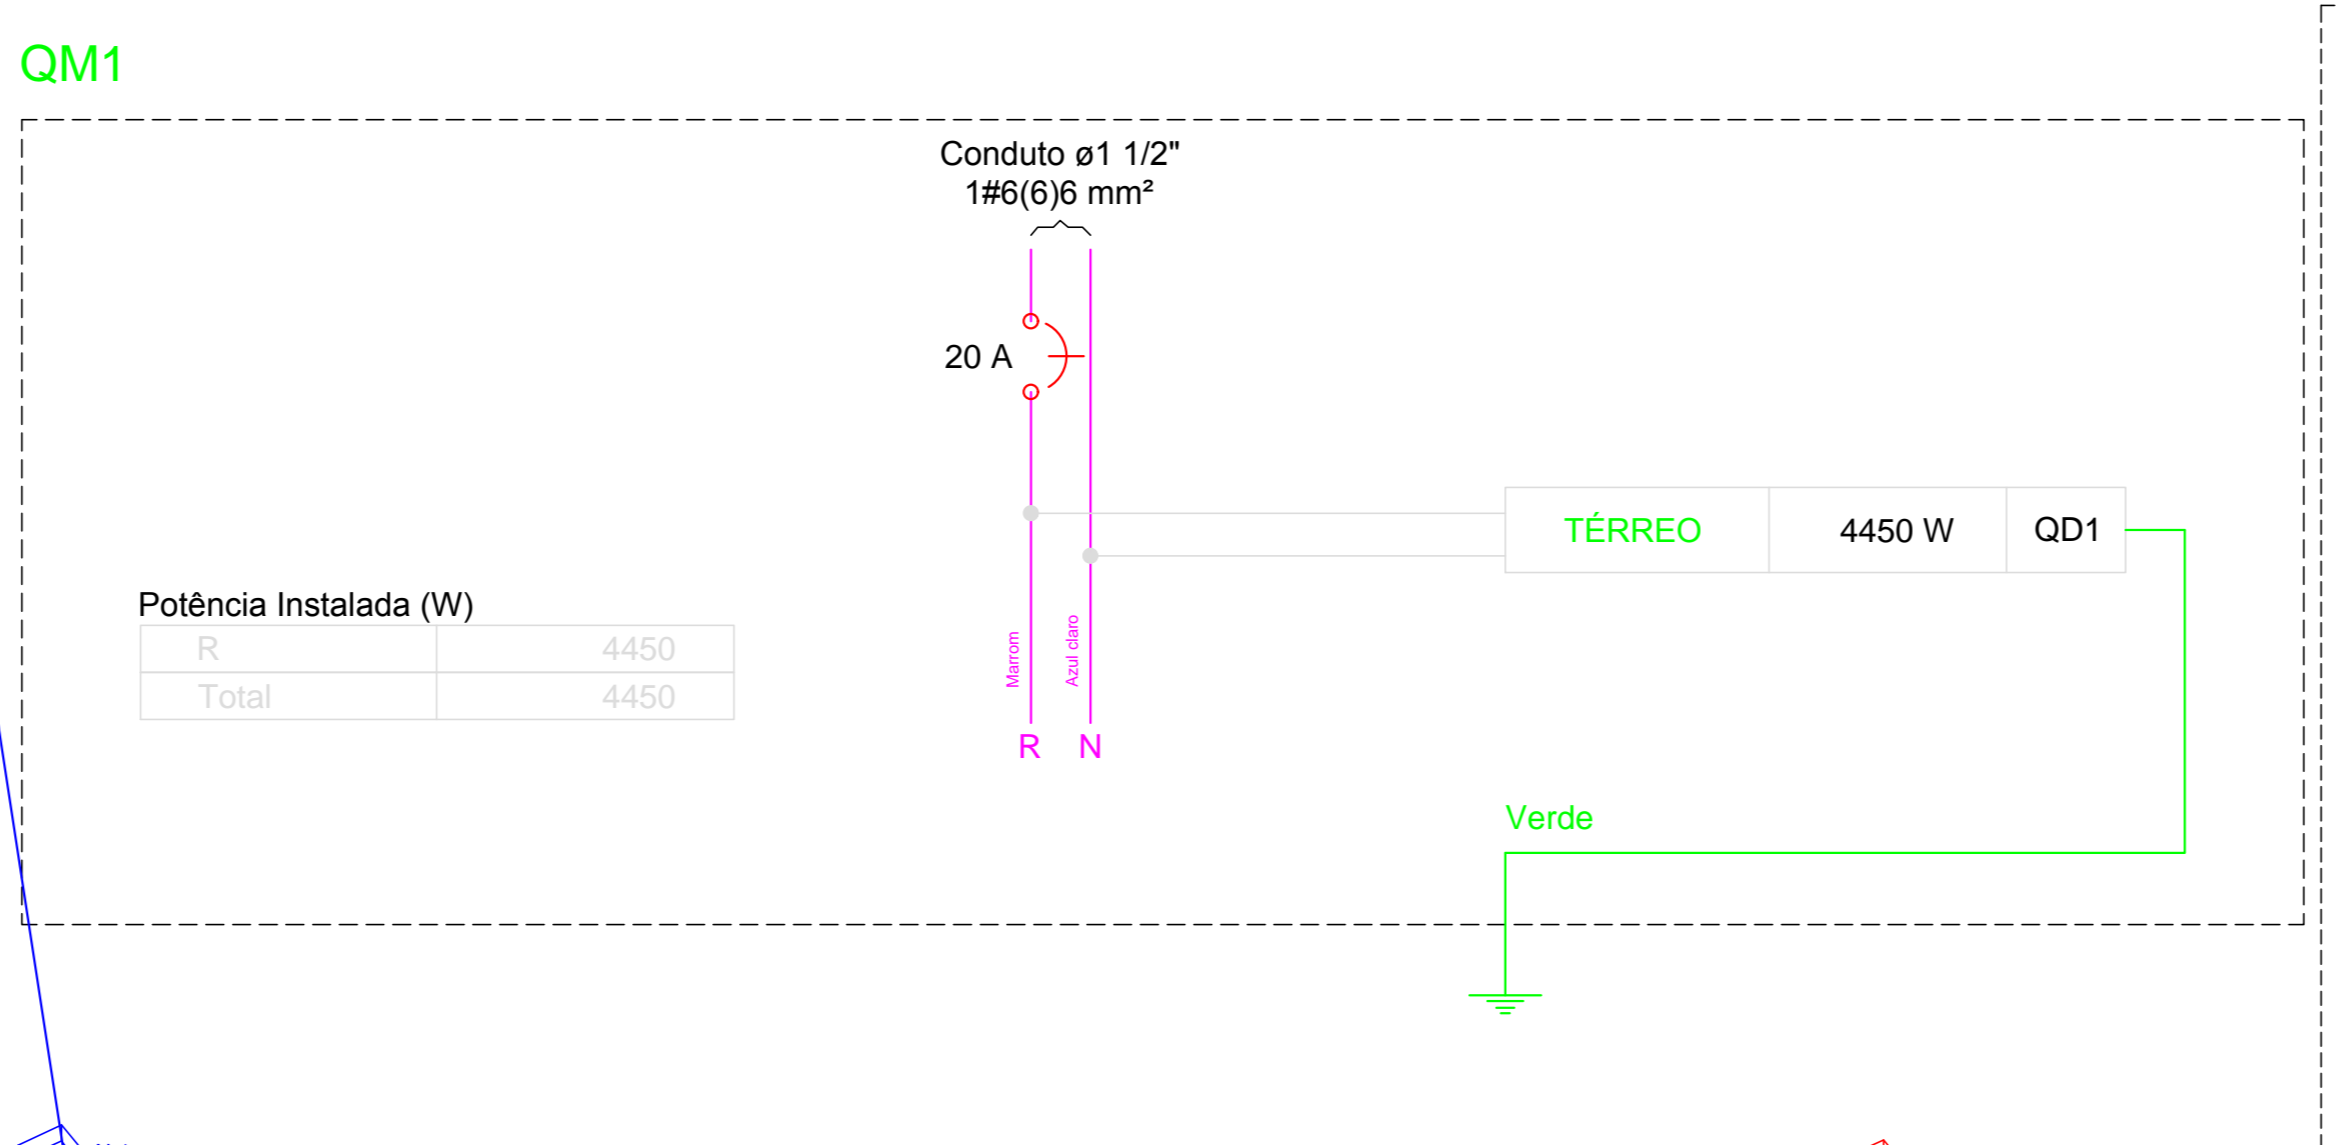 QM1
Conduto ø1 1/2"
1#6(6)6 mm²
20 A
TÉRREO 4450 W QD1
Potência Instalada (W)
R 4450
Total 4450
Marrom
Azul claro
R N
Verde